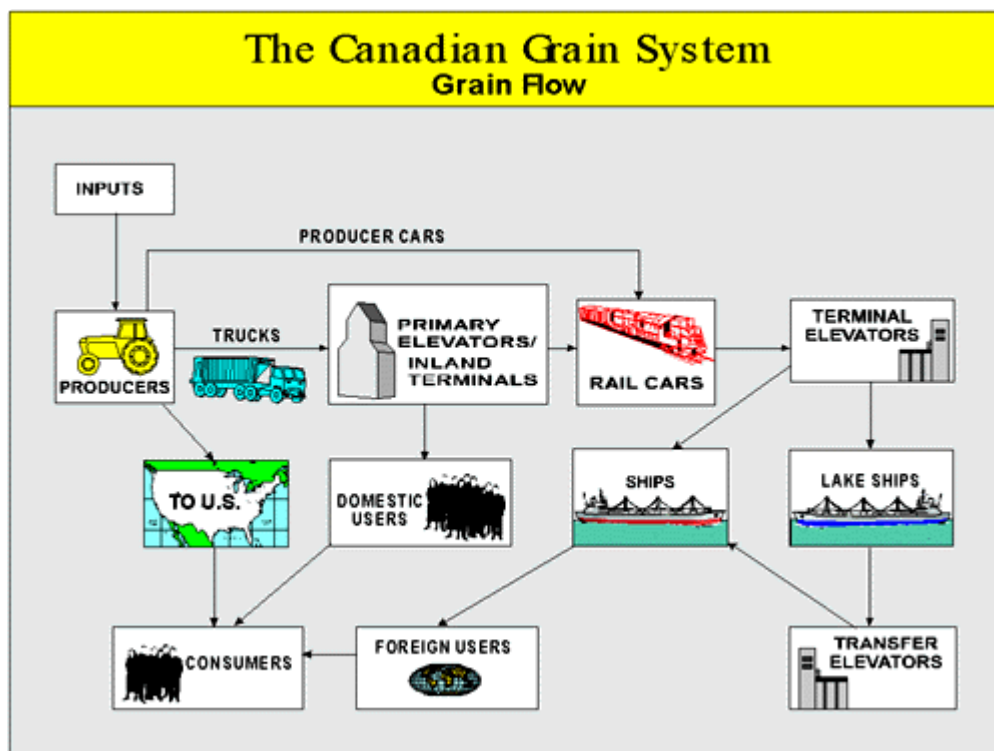 The Canadian Grain System
Grain Flow
INPUTS
PRODUCER CARS
PRODUCERS
TRUCKS
PRIMARY
ELEVATORS/
INLAND
TERMINALS
RAIL CARS
TERMINAL
ELEVATORS
TO U.S.
DOMESTIC
USERS
SHIPS
LAKE SHIPS
CONSUMERS
FOREIGN USERS
TRANSFER
ELEVATORS